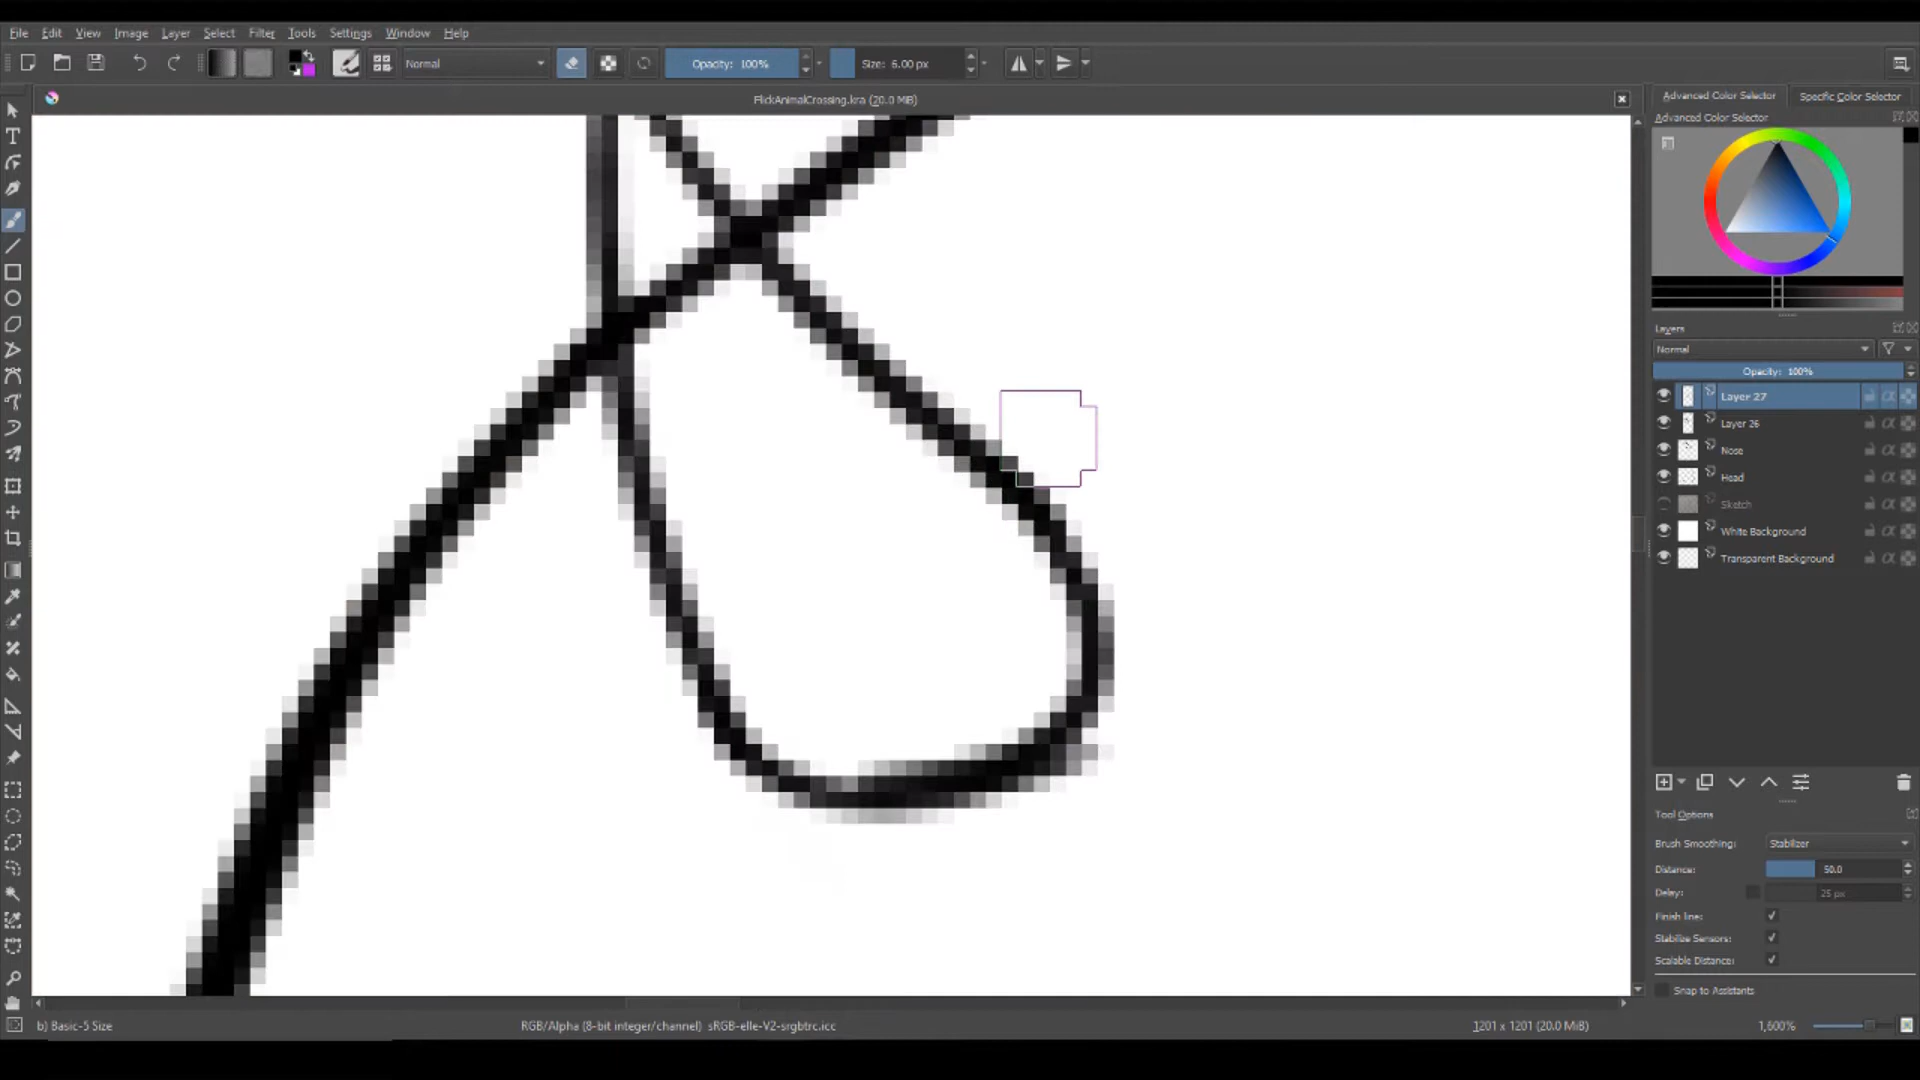 File Edit View Image Layer Select Filter Tools Settings Window Help
Normal Opacity: 100% Size: 6.00 px
FlickAnimalCrossing.kra (20.0 MiB)
Advanced Color Selector Specific Color Selector
Advanced Color Selector
Layers
Normal
Opacity: 100%
Layer 27
Layer 26
Nose
Head
Sketch
White Background
Transparent Background
Tool Options
Brush Smoothing: Stabilizer
Distance: 50.0
Delay: 25 px
Finish line:
Stabilize Sensors:
Scalable Distance:
Snap to Assistants
b) Basic-5 Size RGB/Alpha (8-bit integer/channel) sRGB-elle-V2-srgbtrc.icc 1201 x 1201 (20.0 MiB) 1,600%